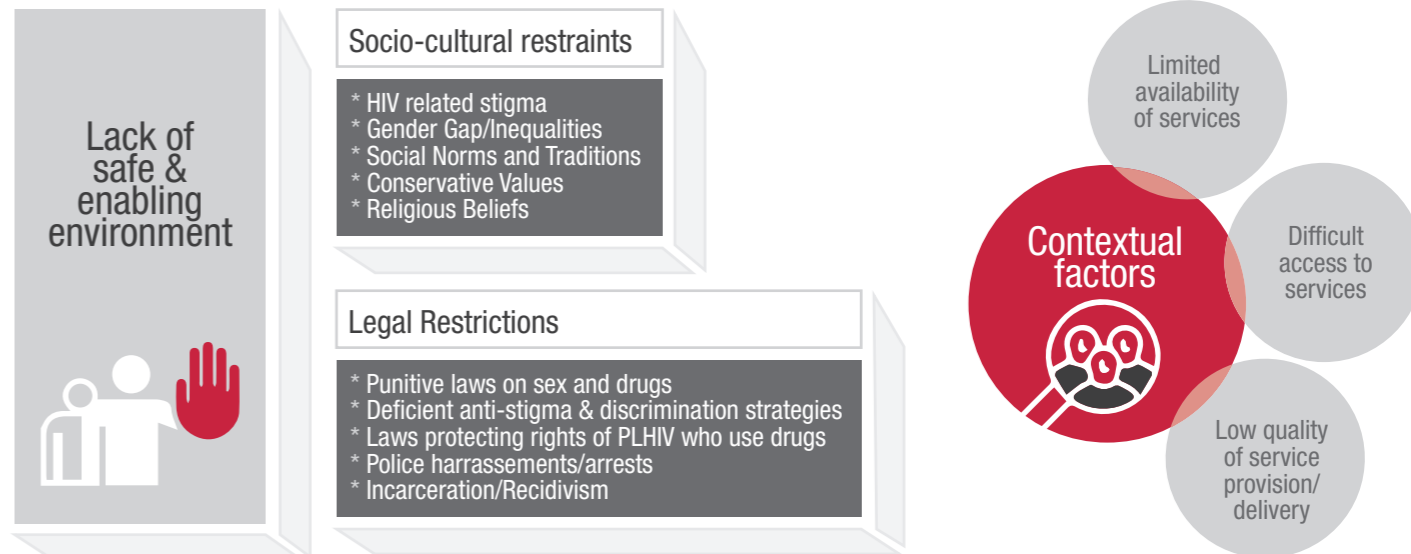 Lack of
safe &
enabling
environment
Socio-cultural restraints
* HIV related stigma
* Gender Gap/Inequalities
* Social Norms and Traditions
* Conservative Values
* Religious Beliefs
Legal Restrictions
* Punitive laws on sex and drugs
* Deficient anti-stigma & discrimination strategies
* Laws protecting rights of PLHIV who use drugs
* Police harrassements/arrests
* Incarceration/Recidivism
Contextual
factors
Limited
availability
of services
Difficult
access to
services
Low quality
of service
provision/
delivery